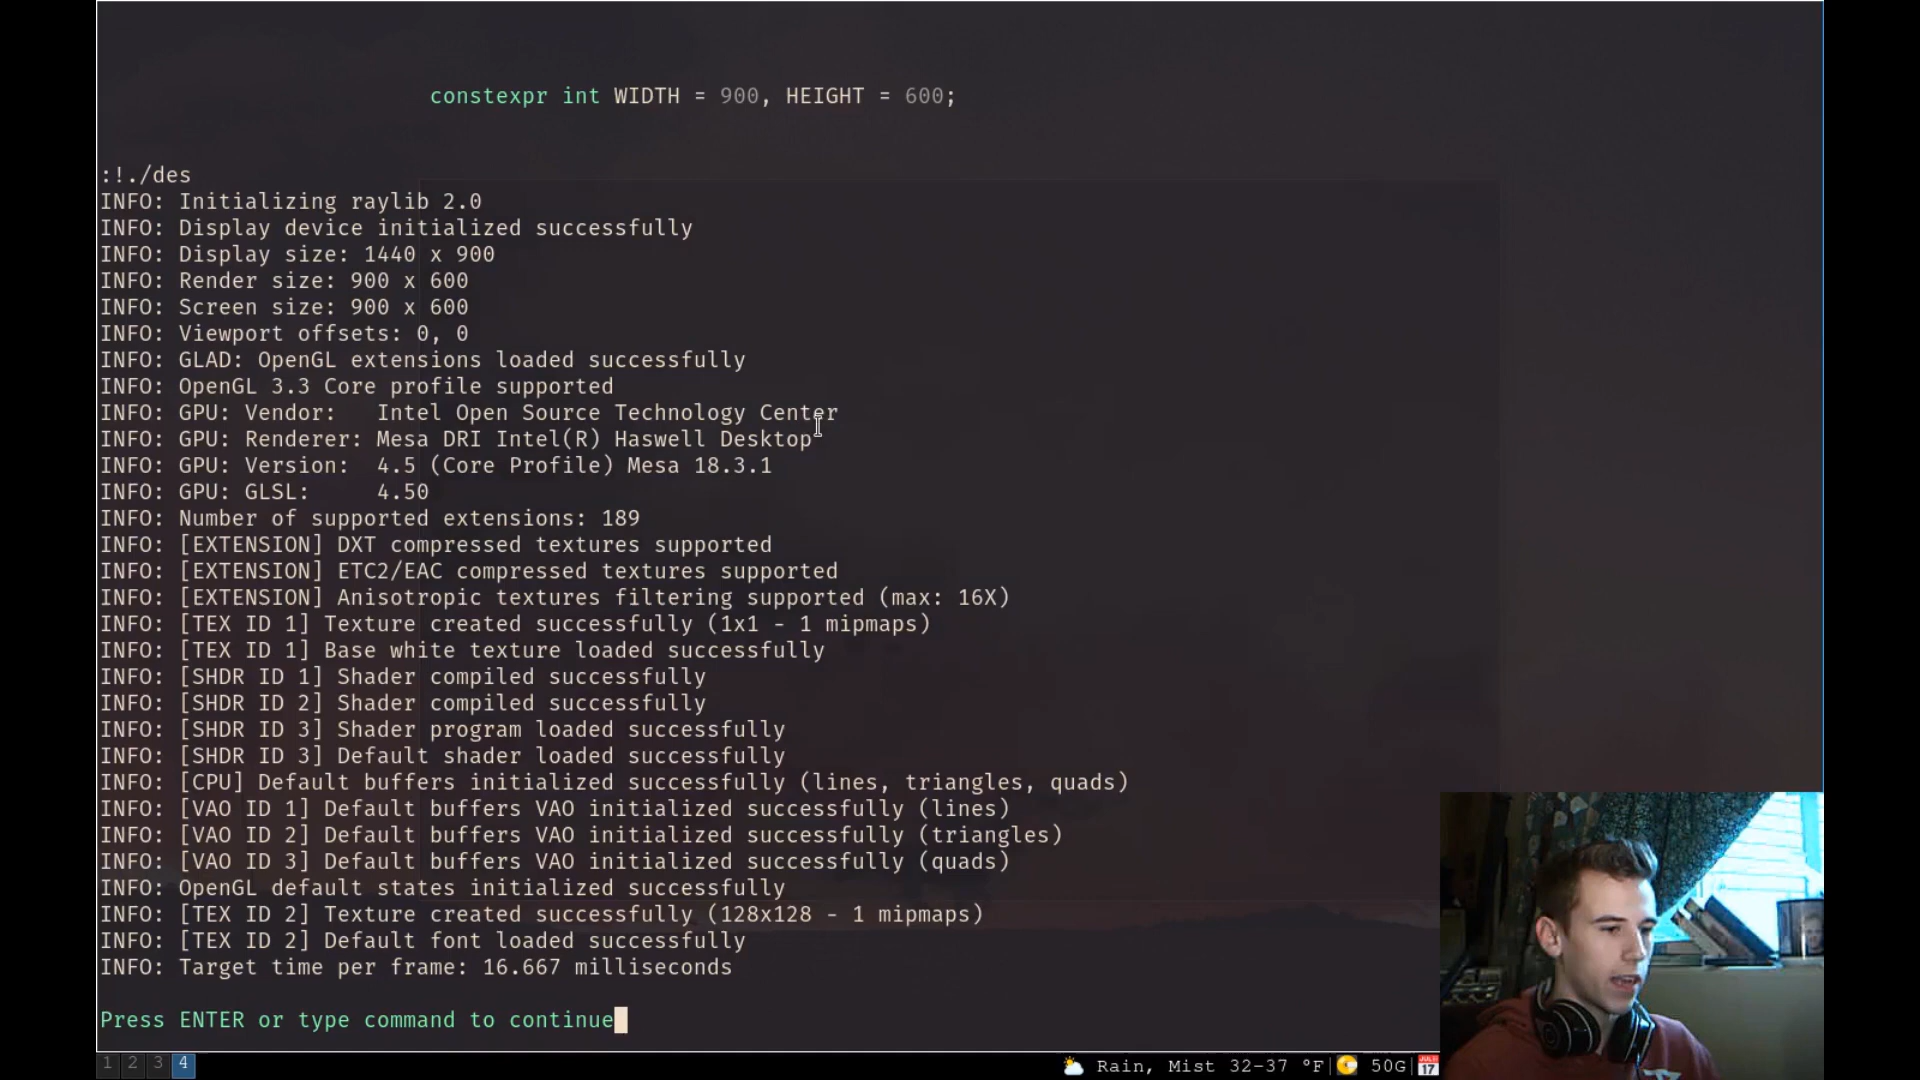 constexpr int WIDTH = 900, HEIGHT = 600;
:!./des
INFO: Initializing raylib 2.0
INFO: Display device initialized successfully
INFO: Display size: 1440 x 900
INFO: Render size: 900 x 600
INFO: Screen size: 900 x 600
INFO: Viewport offsets: 0, 0
INFO: GLAD: OpenGL extensions loaded successfully
INFO: OpenGL 3.3 Core profile supported
INFO: GPU: Vendor:   Intel Open Source Technology Center
INFO: GPU: Renderer: Mesa DRI Intel(R) Haswell Desktop
INFO: GPU: Version:  4.5 (Core Profile) Mesa 18.3.1
INFO: GPU: GLSL:     4.50
INFO: Number of supported extensions: 189
INFO: [EXTENSION] DXT compressed textures supported
INFO: [EXTENSION] ETC2/EAC compressed textures supported
INFO: [EXTENSION] Anisotropic textures filtering supported (max: 16X)
INFO: [TEX ID 1] Texture created successfully (1x1 - 1 mipmaps)
INFO: [TEX ID 1] Base white texture loaded successfully
INFO: [SHDR ID 1] Shader compiled successfully
INFO: [SHDR ID 2] Shader compiled successfully
INFO: [SHDR ID 3] Shader program loaded successfully
INFO: [SHDR ID 3] Default shader loaded successfully
INFO: [CPU] Default buffers initialized successfully (lines, triangles, quads)
INFO: [VAO ID 1] Default buffers VAO initialized successfully (lines)
INFO: [VAO ID 2] Default buffers VAO initialized successfully (triangles)
INFO: [VAO ID 3] Default buffers VAO initialized successfully (quads)
INFO: OpenGL default states initialized successfully
INFO: [TEX ID 2] Texture created successfully (128x128 - 1 mipmaps)
INFO: [TEX ID 2] Default font loaded successfully
INFO: Target time per frame: 16.667 milliseconds
Press ENTER or type command to continue
1 2 3 4 Rain, Mist 32-37 °F| 50G| JULY 17